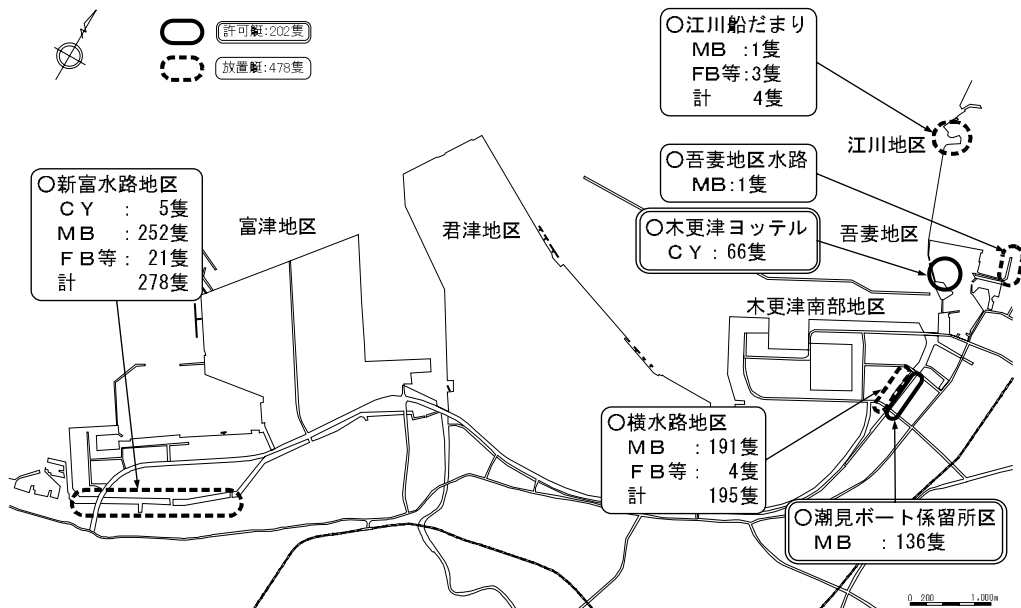 許可艇:202隻
放置艇:478隻
○江川船だまり
MB :1隻
FB等:3隻
計 4隻
江川地区
○吾妻地区水路
MB:1隻
○木更津ヨッテル
CY:66隻
吾妻地区
○新富水路地区
CY : 5隻
MB : 252隻
FB等: 21隻
計 278隻
富津地区
君津地区
木更津南部地区
○横水路地区
MB : 191隻
FB等: 4隻
計 195隻
○潮見ボート係留所区
MB : 136隻
0 200 1,000m